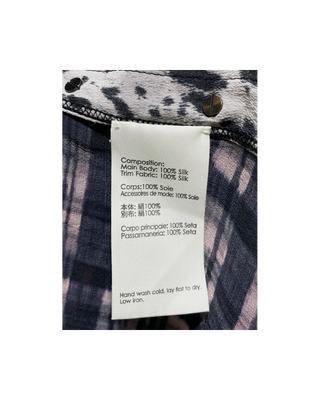 Composition:
Main Body: 100% Silk
Trim Fabric: 100% Silk
Corps:100% Soie
Accessoires de mode: 100% Soie
本体: 絹100%
別布: 絹100%
Corpo principale: 100% Seta
Passamaneria: 100% Seta
Hand wash cold, lay flat to dry.
Low iron.